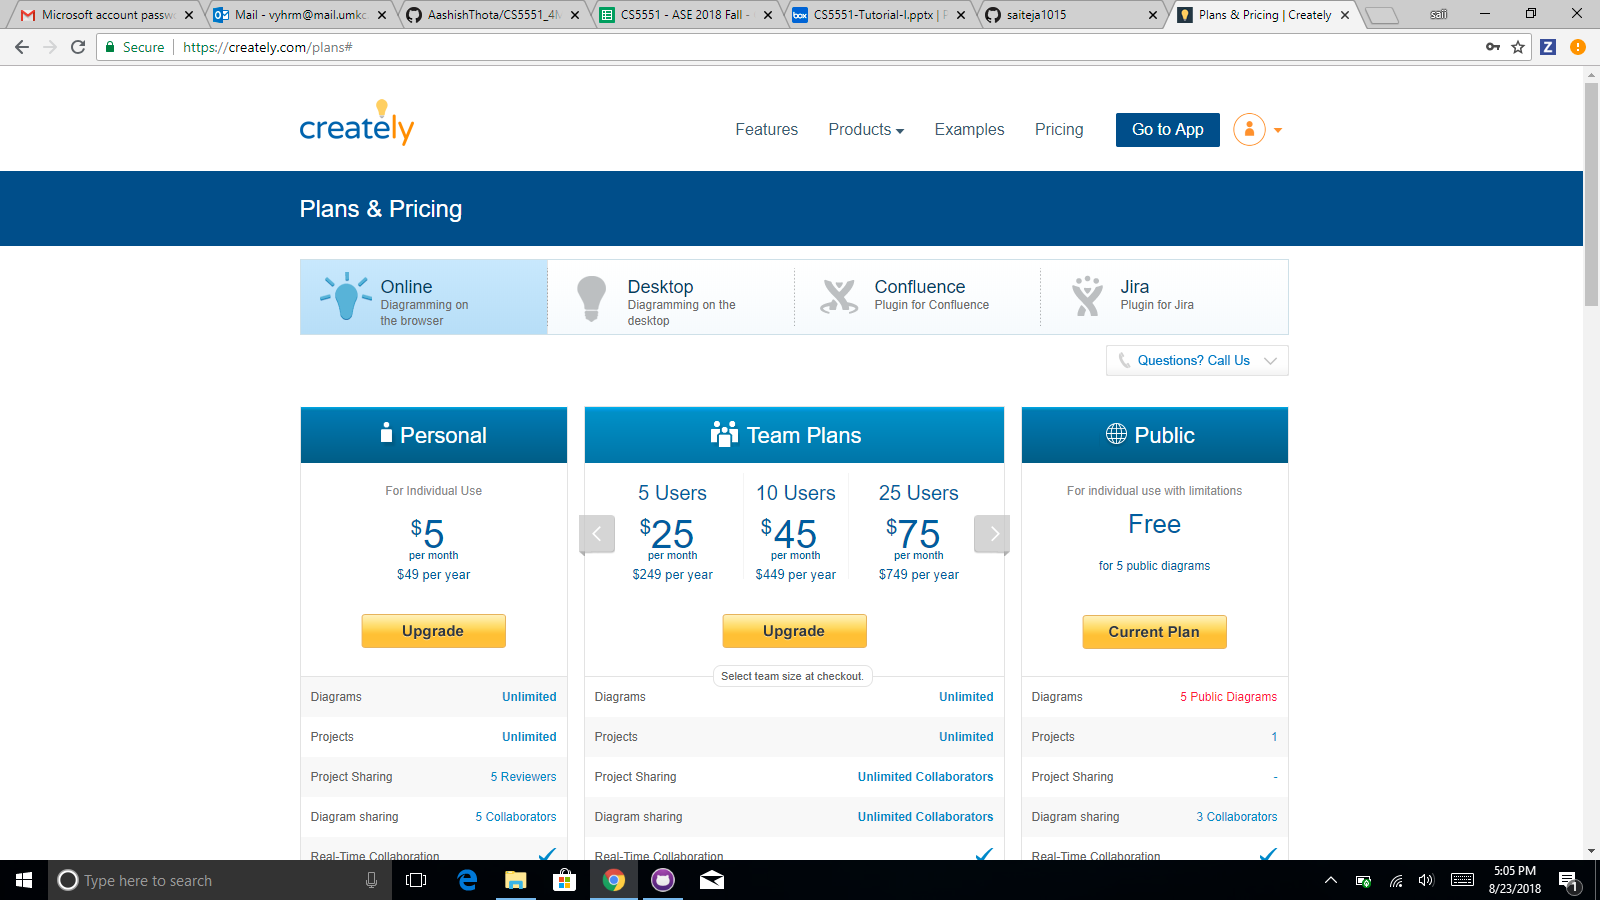 Microsoft account passw
Mail - vyhrm@mail.umkc.
AashishThota/CS5551_4M
CS5551 - ASE 2018 Fall -
CS5551-Tutorial-I.pptx | P
saiteja1015
Plans & Pricing | Creately
saii
Secure
https://creately.com/plans#
creately
Features
Products
Examples
Pricing
Go to App
Plans & Pricing
Online
Diagramming on
the browser
Desktop
Diagramming on the
desktop
Confluence
Plugin for Confluence
Jira
Plugin for Jira
Questions? Call Us
Personal
For Individual Use
$5
per month
$49 per year
Upgrade
Diagrams Unlimited
Projects Unlimited
Project Sharing 5 Reviewers
Diagram sharing 5 Collaborators
Real-Time Collaboration
Team Plans
5 Users
$25
per month
$249 per year
10 Users
$45
per month
$449 per year
25 Users
$75
per month
$749 per year
Upgrade
Select team size at checkout.
Diagrams Unlimited
Projects Unlimited
Project Sharing Unlimited Collaborators
Diagram sharing Unlimited Collaborators
Real-Time Collaboration
Public
For individual use with limitations
Free
for 5 public diagrams
Current Plan
Diagrams 5 Public Diagrams
Projects 1
Project Sharing -
Diagram sharing 3 Collaborators
Real-Time Collaboration
Type here to search
5:05 PM
8/23/2018
1